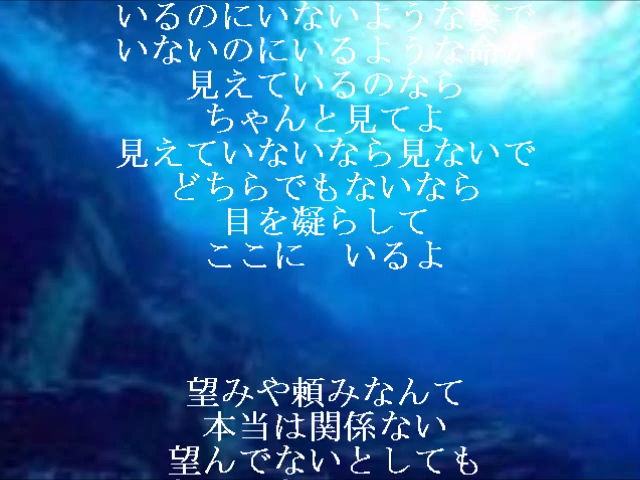 いるのにいないような姿で
いないのにいるような命が
見えているのなら
ちゃんと見てよ
見えていないなら見ないで
どちらでもないなら
目を凝らして
ここに　いるよ
望みや頼みなんて
本当は関係ない
望んでないとしても